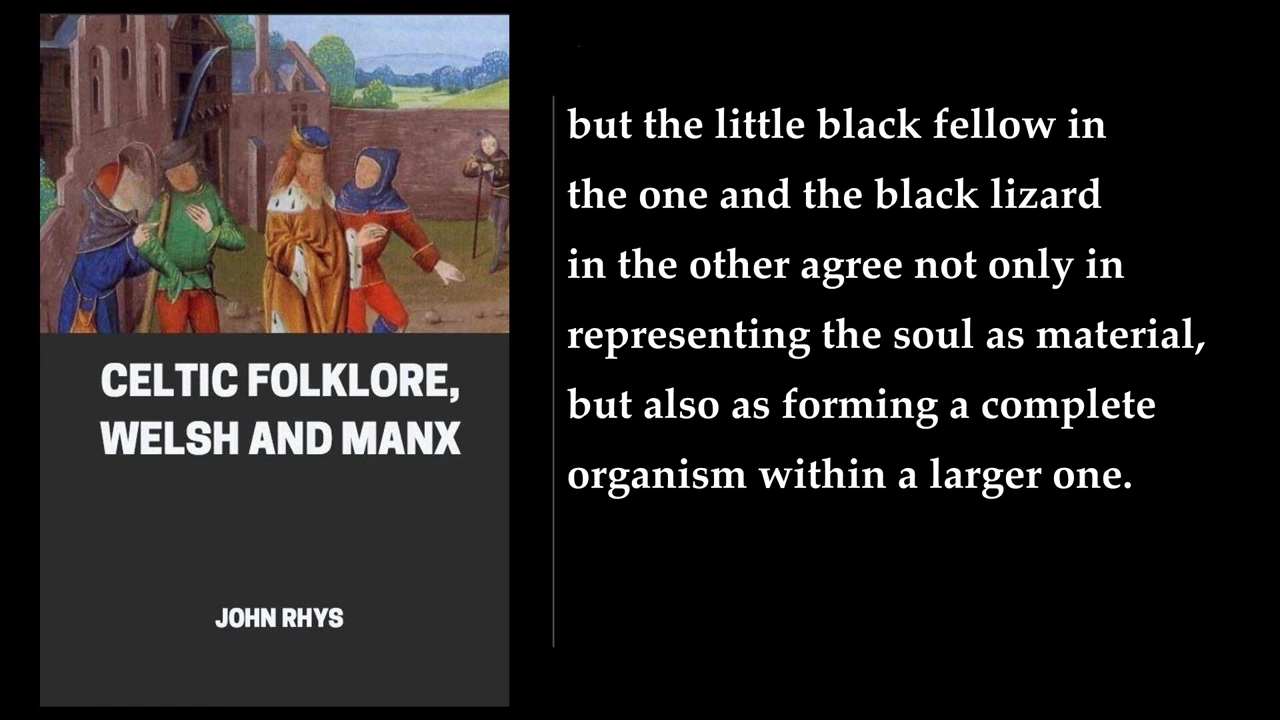 CELTIC FOLKLORE,
WELSH AND MANX
JOHN RHYS
but the little black fellow in
the one and the black lizard
in the other agree not only in
representing the soul as material,
but also as forming a complete
organism within a larger one.